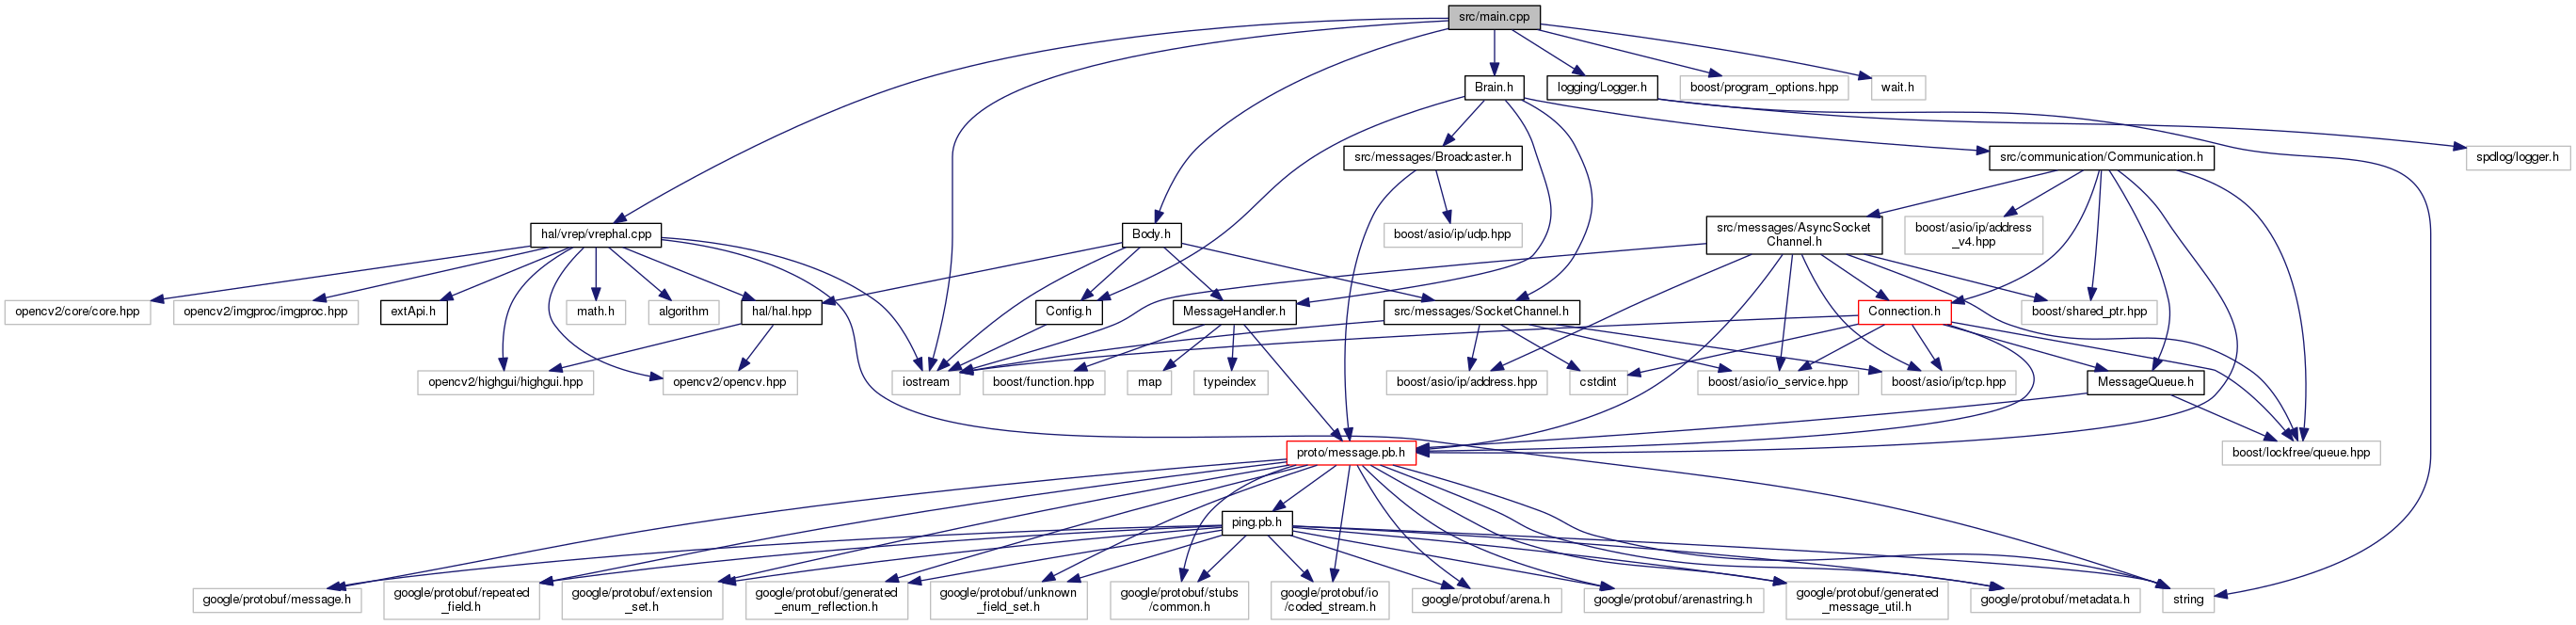 src/main.cpp
Brain.h
logging/Logger.h
boost/program_options.hpp
wait.h
src/messages/Broadcaster.h
src/communication/Communication.h
spdlog/logger.h
hal/vrep/vrephal.cpp
Body.h
boost/asio/ip/udp.hpp
src/messages/AsyncSocket
Channel.h
boost/asio/ip/address
_v4.hpp
opencv2/core/core.hpp
opencv2/imgproc/imgproc.hpp
extApi.h
math.h
algorithm
hal/hal.hpp
Config.h
MessageHandler.h
src/messages/SocketChannel.h
Connection.h
boost/shared_ptr.hpp
opencv2/highgui/highgui.hpp
opencv2/opencv.hpp
iostream
boost/function.hpp
map
typeindex
boost/asio/ip/address.hpp
cstdint
boost/asio/io_service.hpp
boost/asio/ip/tcp.hpp
MessageQueue.h
proto/message.pb.h
boost/lockfree/queue.hpp
ping.pb.h
google/protobuf/message.h
google/protobuf/repeated
_field.h
google/protobuf/extension
_set.h
google/protobuf/generated
_enum_reflection.h
google/protobuf/unknown
_field_set.h
google/protobuf/stubs
/common.h
google/protobuf/io
/coded_stream.h
google/protobuf/arena.h
google/protobuf/arenastring.h
google/protobuf/generated
_message_util.h
google/protobuf/metadata.h
string